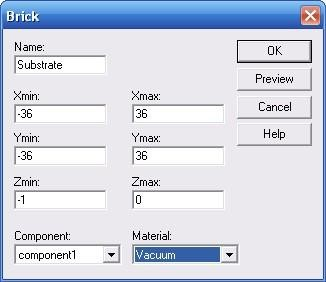 Brick
Name:
Substrate
OK
Preview
Xmin: Xmax:
-36 36
Cancel
Ymin: Ymax:
Help
-36 36
Zmin: Zmax:
-1 0
Component: Material:
component1 Vacuum